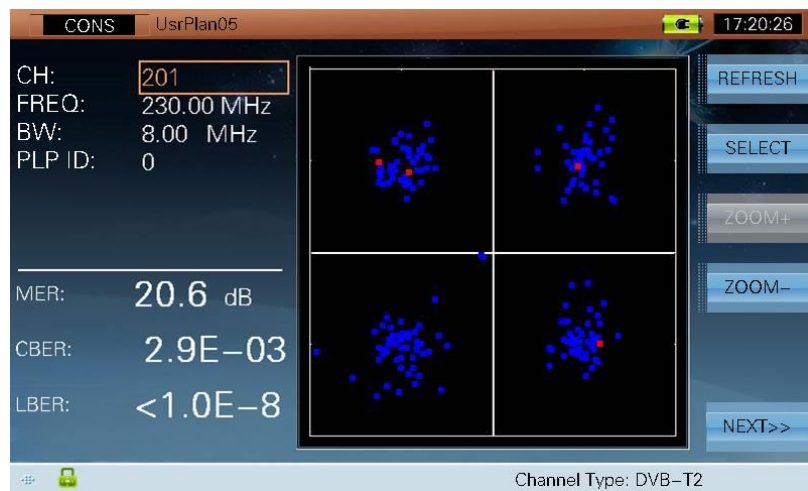 CONS UsrPlan05 17:20:26
CH: 201
FREQ: 230.00 MHz
BW: 8.00 MHz
PLP ID: 0
MER: 20.6 dB
CBER: 2.9E–03
LBER: <1.0E–8
REFRESH
SELECT
ZOOM+
ZOOM–
NEXT>>
Channel Type: DVB–T2